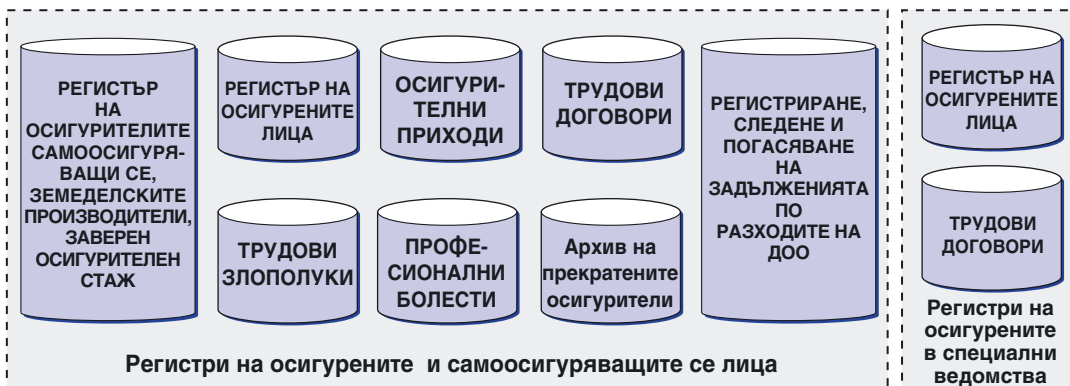 РЕГИСТЪР
НА
ОСИГУРИТЕЛИТЕ
САМООСИГУРЯ-
ВАЩИ СЕ,
ЗЕМЕДЕЛСКИТЕ
ПРОИЗВОДИТЕЛИ,
ЗАВЕРЕН
ОСИГУРИТЕЛЕН
СТАЖ
РЕГИСТЪР НА
ОСИГУРЕНИТЕ
ЛИЦА
ОСИГУРИ-
ТЕЛНИ
ПРИХОДИ
ТРУДОВИ
ДОГОВОРИ
ТРУДОВИ
ЗЛОПОЛУКИ
ПРОФЕ-
СИОНАЛНИ
БОЛЕСТИ
Архив на
прекратените
осигурители
РЕГИСТРИРАНЕ,
СЛЕДЕНЕ И
ПОГАСЯВАНЕ
НА
ЗАДЪЛЖЕНИЯТА
ПО
РАЗХОДИТЕ НА
ДОО
Регистри на осигурените и самоосигуряващите се лица
РЕГИСТЪР НА
ОСИГУРЕНИТЕ
ЛИЦА
ТРУДОВИ
ДОГОВОРИ
Регистри на
осигурените
в специални
ведомства